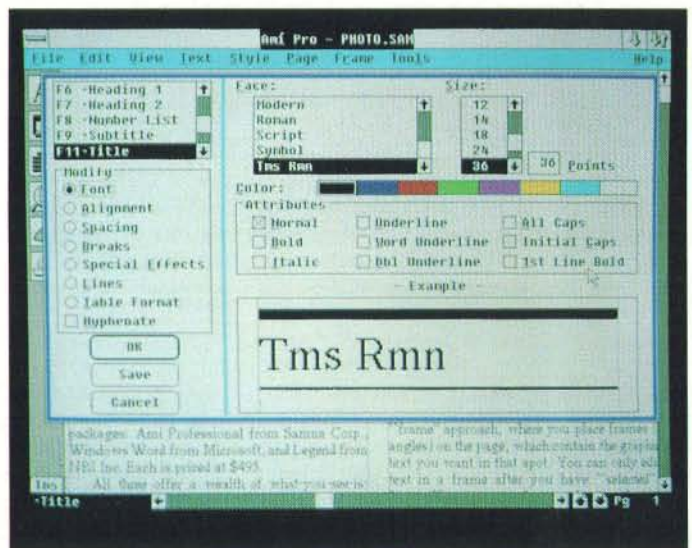 Amí Pro - PHOTO.SAM
File Edit View Text Style Page Frame Tools Help
F6 -Heading 1
F7 -Heading 2
F8 -Number List
F9 -Subtitle
F11-Title
Modify
Font
Alignment
Spacing
Breaks
Special Effects
Lines
Table Format
Hyphenate
OK
Save
Cancel
Face:
Modern
Roman
Script
Symbol
Tms Rmn
Size:
12
14
18
24
36
36 Points
Color:
Attributes
Normal Underline All Caps
Bold Word Underline Initial Caps
Italic Dbl Underline 1st Line Bold
- Example -
Tms Rmn
packages: Ami Professional from Samna Corp.,
Windows Word from Microsoft, and Legend from
NBI Inc. Each is priced at $495.
All three offer a wealth of what-you-see-is-
"frame" approach, where you place frames
angles) on the page, which contain the
text you want in that spot. You can only
text in a frame after you have "selected"
Tms
-Title Pg 1